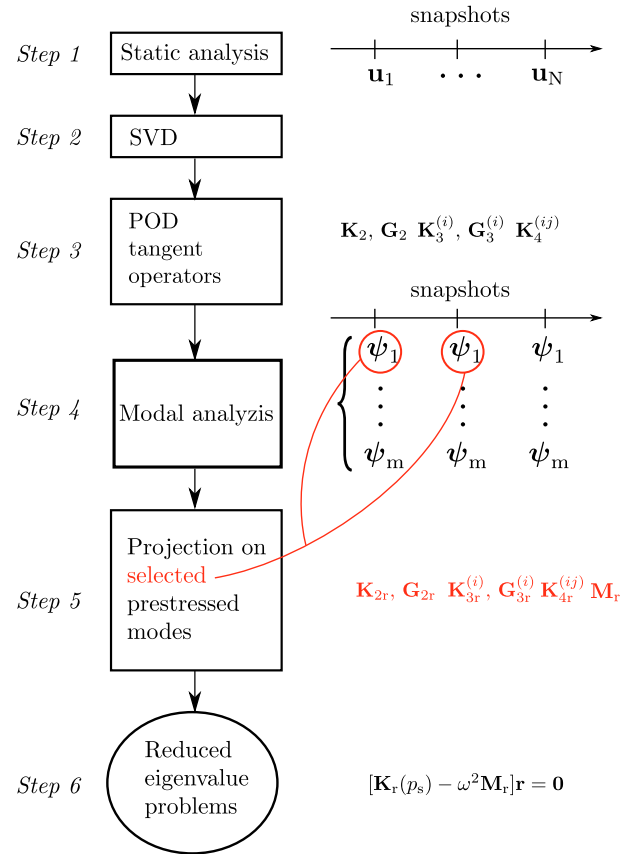 snapshots
Step 1 Static analysis
u₁ · · · u_N
Step 2 SVD
POD
tangent
operators
Step 3
K₂, G₂ K₃⁽ⁱ⁾, G₃⁽ⁱ⁾ K₄⁽ⁱʲ⁾
snapshots
ψ₁ ψ₁ ψ₁
Step 4 Modal analyzis
ψₘ ψₘ ψₘ
Projection on
selected
prestressed
modes
Step 5
K₂ᵣ, G₂ᵣ K₃ᵣ⁽ⁱ⁾, G₃ᵣ⁽ⁱ⁾ K₄ᵣ⁽ⁱʲ⁾ Mᵣ
Reduced
eigenvalue
problems
Step 6
[Kᵣ(pₛ) − ω²Mᵣ]r = 0